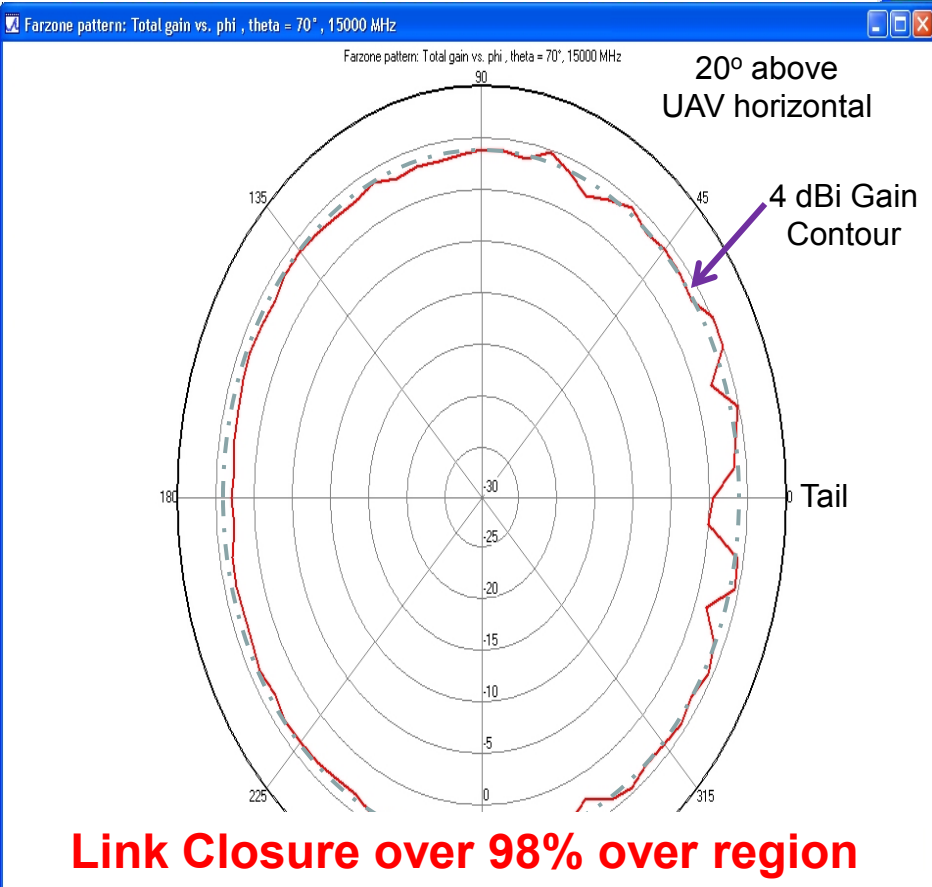 Farzone pattern: Total gain vs. phi , theta = 70°, 15000 MHz
Farzone pattern: Total gain vs. phi , theta = 70°, 15000 MHz
90
20º above
UAV horizontal
135
45
4 dBi Gain
Contour
180
-30
0
Tail
-25
-20
-15
-10
-5
0
225
315
Link Closure over 98% over region